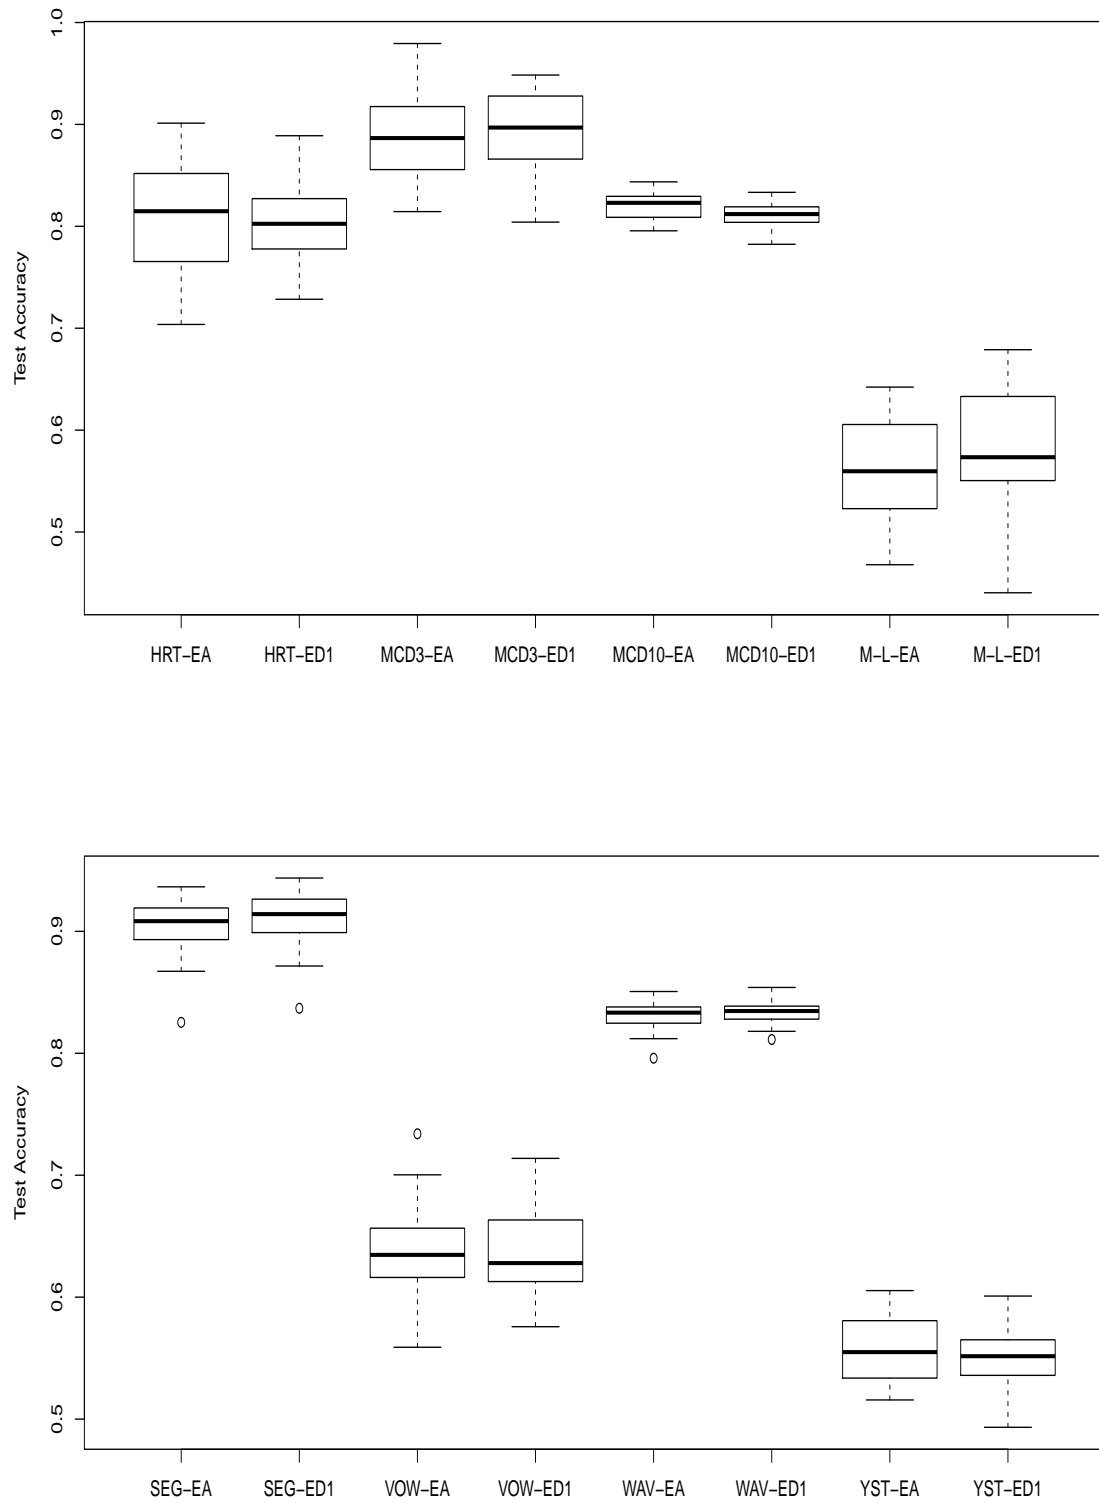 1.0
0.9
0.8
0.7
0.6
0.5
Test Accuracy
HRT−EA HRT−ED1 MCD3−EA MCD3−ED1 MCD10−EA MCD10−ED1 M−L−EA M−L−ED1
0.9
0.8
0.7
0.6
0.5
Test Accuracy
SEG−EA SEG−ED1 VOW−EA VOW−ED1 WAV−EA WAV−ED1 YST−EA YST−ED1